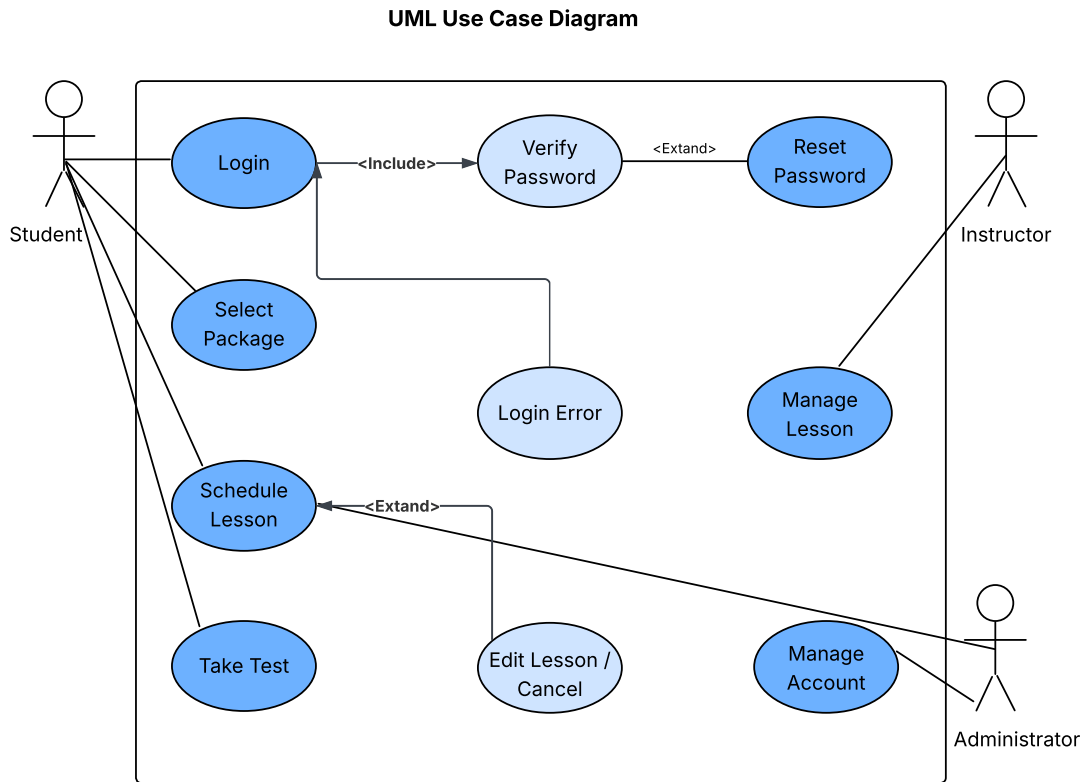 UML Use Case Diagram
Login
<Include>
Verify
Password
<Extand>
Reset
Password
Student
Instructor
Select
Package
Login Error
Manage
Lesson
Schedule
Lesson
<Extand>
Take Test
Edit Lesson /
Cancel
Manage
Account
Administrator